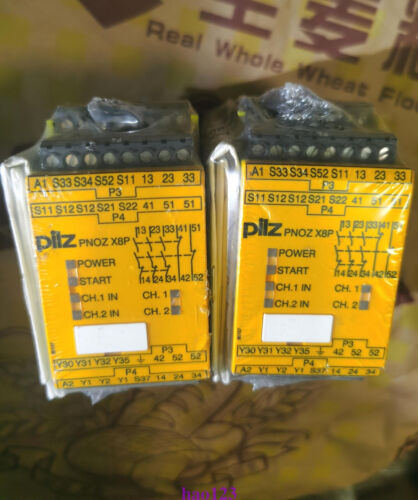 主麦和
Real Whole Wheat Flo
A1 S33 S34 S52 S11 13 23 33
P3
S11 S12 S12 S21 S22 41 51 51
P4
pilz PNOZ X8P
13 23 33 41 51
POWER
START
CH.1 IN CH. 1
CH.2 IN CH. 2
14 24 34 42 52
P3
Y30 Y31 Y32 Y35 42 52 52
P4
A2 Y1 Y2 Y1 S37 14 24 34
A1 S33 S34 S52 S11 13 23 33
P3
S11 S12 S12 S21 S22 41 51 51
P4
pilz PNOZ X8P
13 23 33 41 51
POWER
START
CH.1 IN CH. 1
CH.2 IN CH. 2
14 24 34 42 52
P3
Y30 Y31 Y32 Y35 42 52 52
P4
A2 Y1 Y2 Y1 S37 14 24 34
bao123